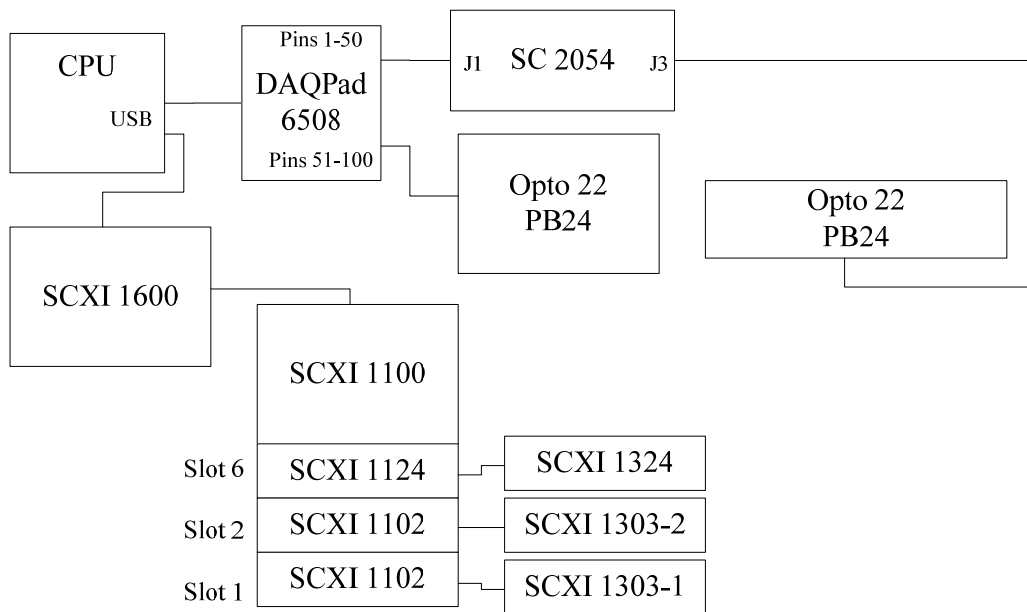 CPU
USB
Pins 1-50
DAQPad
6508
Pins 51-100
J1
SC 2054
J3
Opto 22
PB24
Opto 22
PB24
SCXI 1600
SCXI 1100
Slot 6
SCXI 1124
SCXI 1324
Slot 2
SCXI 1102
SCXI 1303-2
Slot 1
SCXI 1102
SCXI 1303-1